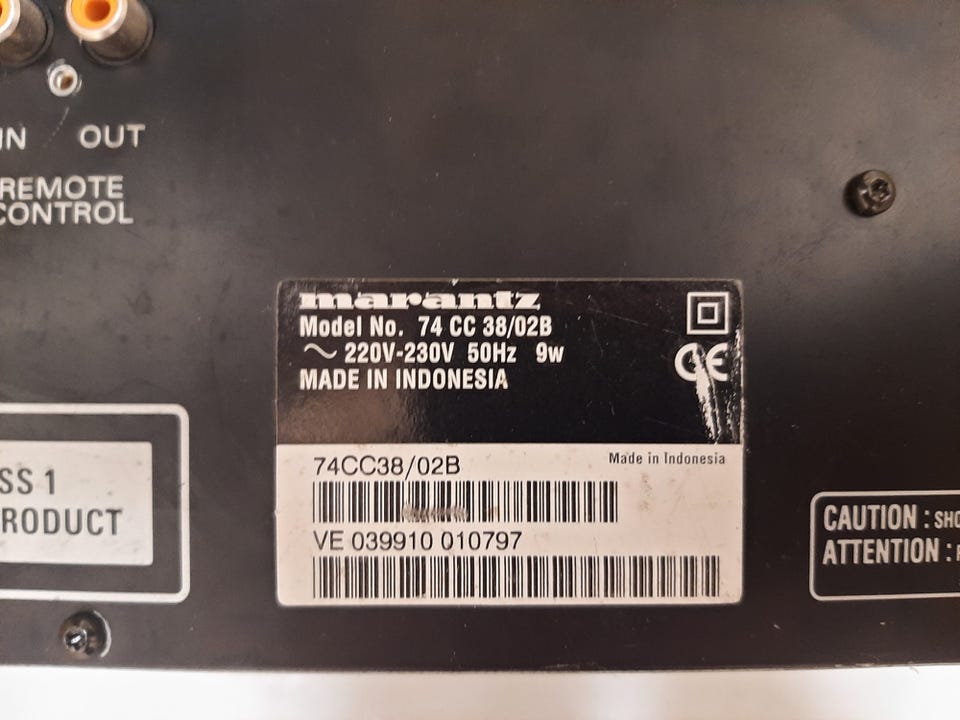 IN OUT
REMOTE
CONTROL
marantz
Model No. 74 CC 38/02B
~ 220V-230V 50Hz 9w
MADE IN INDONESIA
CE
74CC38/02B
Made in Indonesia
VE 039910 010797
SS 1
RODUCT
CAUTION : SHO
ATTENTION :